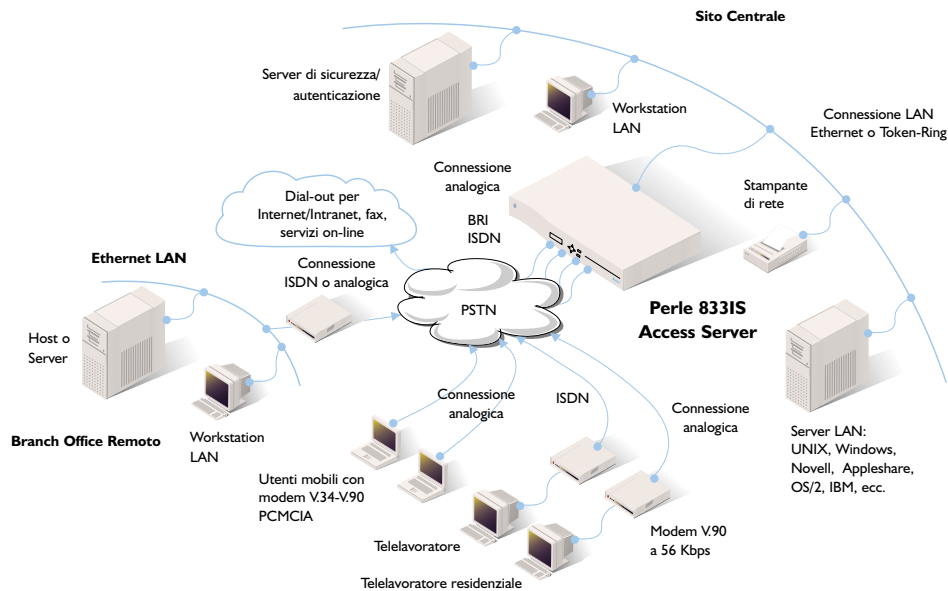 Sito Centrale
Server di sicurezza/
autenticazione
Workstation
LAN
Connessione LAN
Ethernet o Token-Ring
Connessione
analogica
Stampante
di rete
Dial-out per
Internet/Intranet, fax,
servizi on-line
BRI
ISDN
Ethernet LAN
Connessione
ISDN o analogica
PSTN
Perle 833IS
Access Server
Host o
Server
Connessione
analogica
ISDN
Connessione
analogica
Branch Office Remoto
Workstation
LAN
Server LAN:
UNIX, Windows,
Novell, Appleshare,
OS/2, IBM, ecc.
Utenti mobili con
modem V.34-V.90
PCMCIA
Modem V.90
a 56 Kbps
Telelavoratore
Telelavoratore residenziale